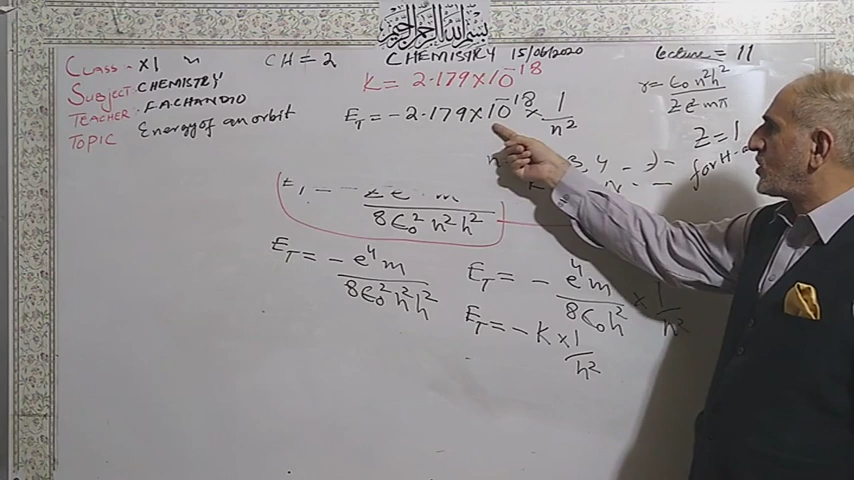 بسم الله الرحمن الرحيم
CLASS - XI CH = 2 CHEMISTRY 15/06/2020 Lecture = 11
SUBJECT. CHEMISTRY K = 2.179×10⁻¹⁸ r = ϵ₀n²h² / Ze²mπ
TEACHER. F.A CHANDIO E_T = - 2.179×10⁻¹⁸ × 1/n² Z = 1
TOPIC Energy of an orbit for H-
3, 4 - -
8ϵ₀²n²h²
E_T = - e⁴m / 8ϵ₀²n²h² E_T = - e⁴m / 8ϵ₀h² × 1/n²
E_T = - K × 1/n²